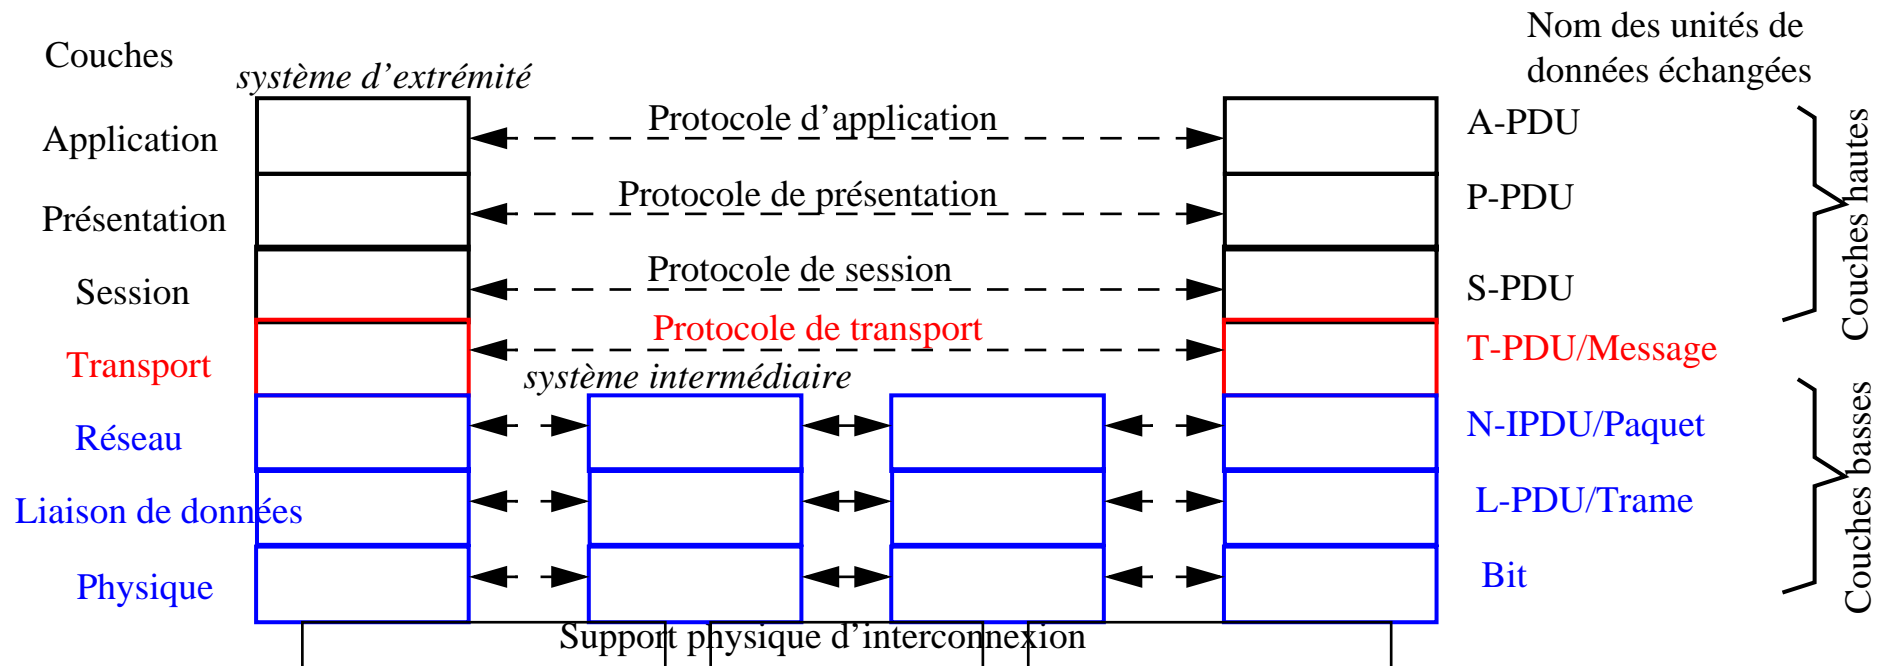 Couches
système d’extrémité
Nom des unités de
données échangées
Application
Protocole d’application
A-PDU
Présentation
Protocole de présentation
P-PDU
Session
Protocole de session
S-PDU
Couches hautes
Transport
Protocole de transport
T-PDU/Message
système intermédiaire
Réseau
N-IPDU/Paquet
Liaison de données
L-PDU/Trame
Physique
Bit
Couches basses
Support physique d’interconnexion